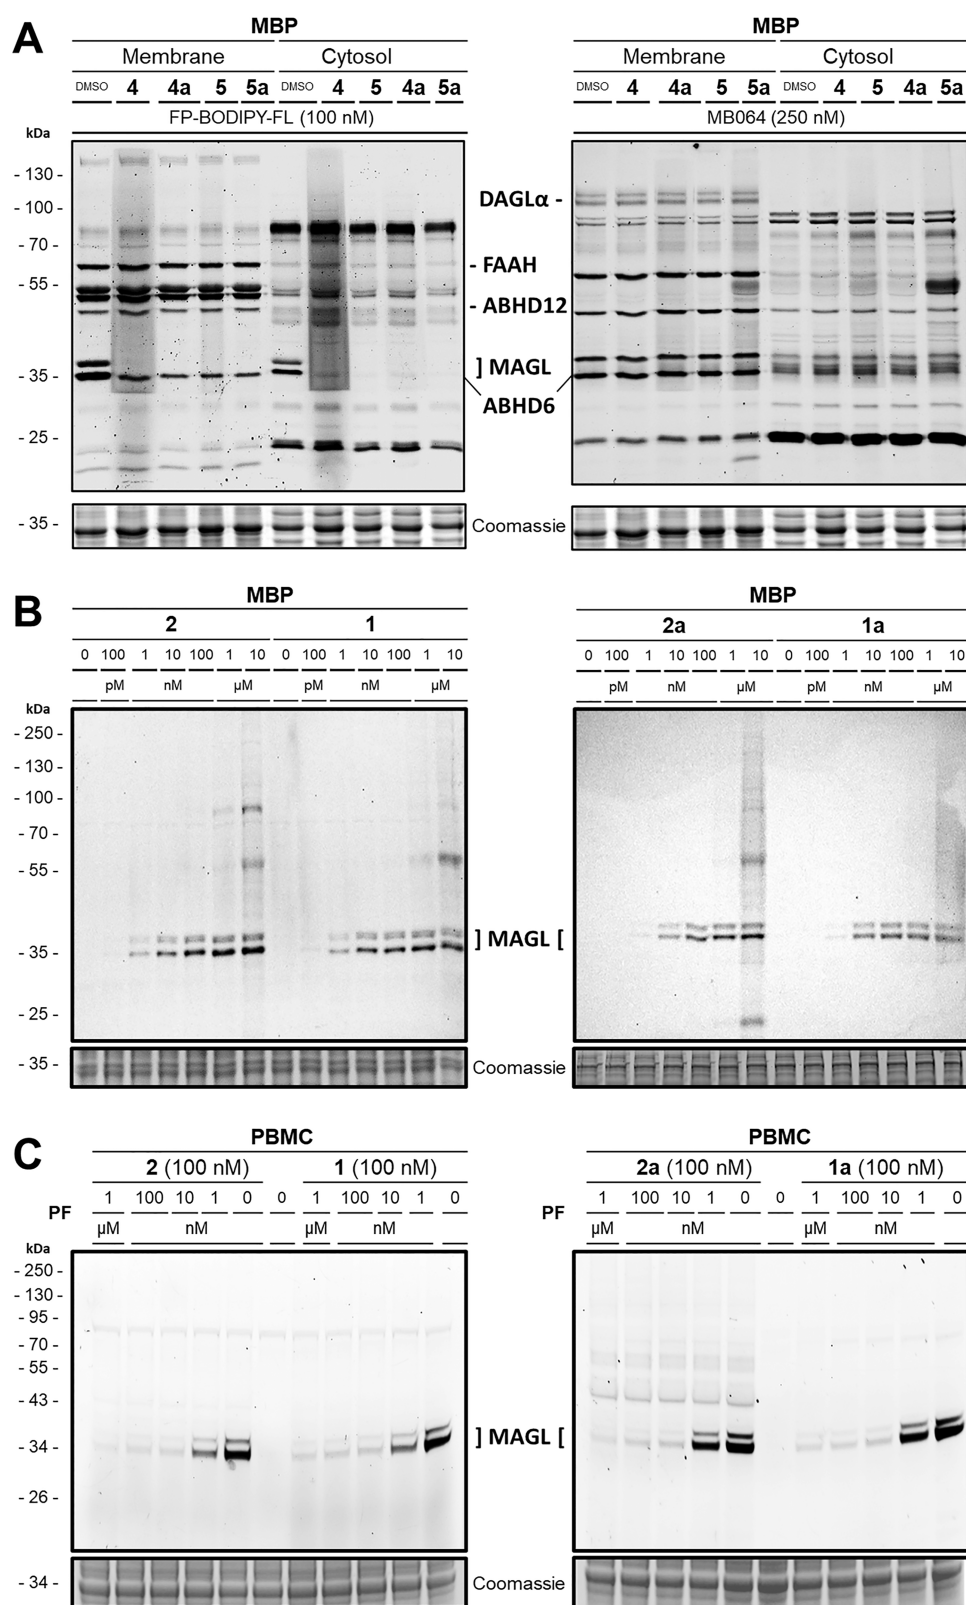 A
MBP
MBP
Membrane
Cytosol
Membrane
Cytosol
DMSO 4 4a 5 5a DMSO 4 5 4a 5a
DMSO 4 4a 5 5a DMSO 4 5 4a 5a
FP-BODIPY-FL (100 nM)
MB064 (250 nM)
kDa
- 130 -
- 100 -
- 70 -
- 55 -
- 35 -
- 25 -
DAGLα -
- FAAH
- ABHD12
] MAGL
ABHD6
- 35 -
Coomassie
B
MBP
MBP
2
1
2a
1a
0 100 1 10 100 1 10 0 100 1 10 100 1 10
0 100 1 10 100 1 10 0 100 1 10 100 1 10
pM nM µM pM nM µM
pM nM µM pM nM µM
kDa
- 250 -
- 130 -
- 100 -
- 70 -
- 55 -
- 35 -
- 25 -
] MAGL [
- 35 -
Coomassie
C
PBMC
PBMC
2 (100 nM)
1 (100 nM)
2a (100 nM)
1a (100 nM)
PF
1 100 10 1 0 0 1 100 10 1 0
PF
1 100 10 1 0 0 1 100 10 1 0
µM nM µM nM
µM nM µM nM
kDa
- 250 -
- 130 -
- 95 -
- 70 -
- 55 -
- 43 -
- 34 -
- 26 -
] MAGL [
- 34 -
Coomassie